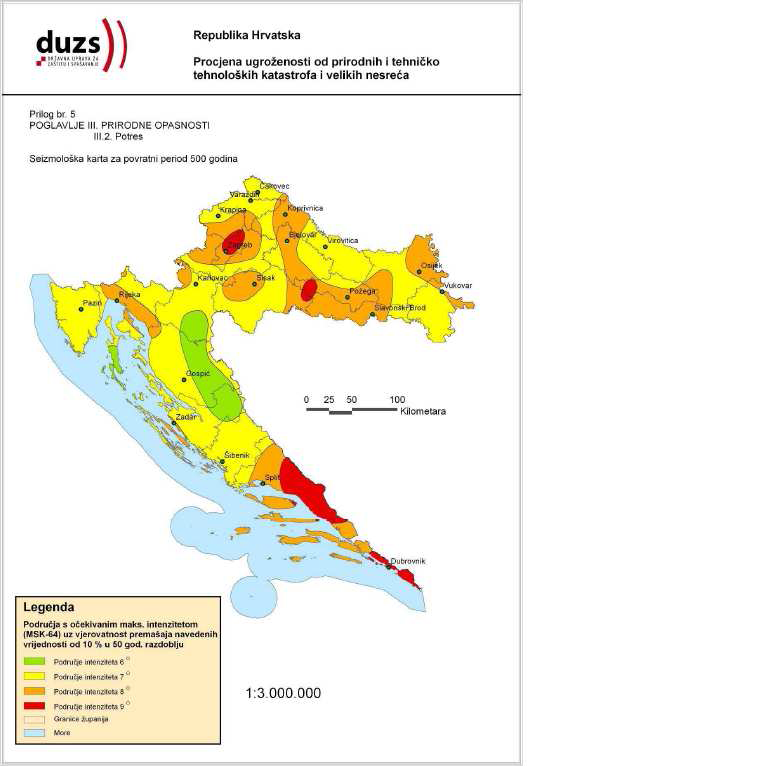 duzs
DRŽAVNA UPRAVA ZA
ZAŠTITU I SPAŠAVANJE
Republika Hrvatska
Procjena ugroženosti od prirodnih i tehničko
tehnoloških katastrofa i velikih nesreća
Prilog br. 5
POGLAVLJE III. PRIRODNE OPASNOSTI
III.2. Potres
Seizmološka karta za povratni period 500 godina
Čakovec
Varaždin
Krapina
Koprivnica
Zagreb
Bjelovar
Virovitica
Osijek
Karlovac
Sisak
Vukovar
Rijeka
Požega
Pazin
Slavonski Brod
Gospić
0 25 50 100
Kilometara
Zadar
Šibenik
Split
Dubrovnik
Legenda
Područja s očekivanim maks. intenzitetom
(MSK-64) uz vjerovatnost premašaja navedenih
vrijednosti od 10 % u 50 god. razdoblju
Područje intenziteta 6 °
Područje intenziteta 7 °
Područje intenziteta 8 °
Područje intenziteta 9 °
Granice županija
More
1:3.000.000